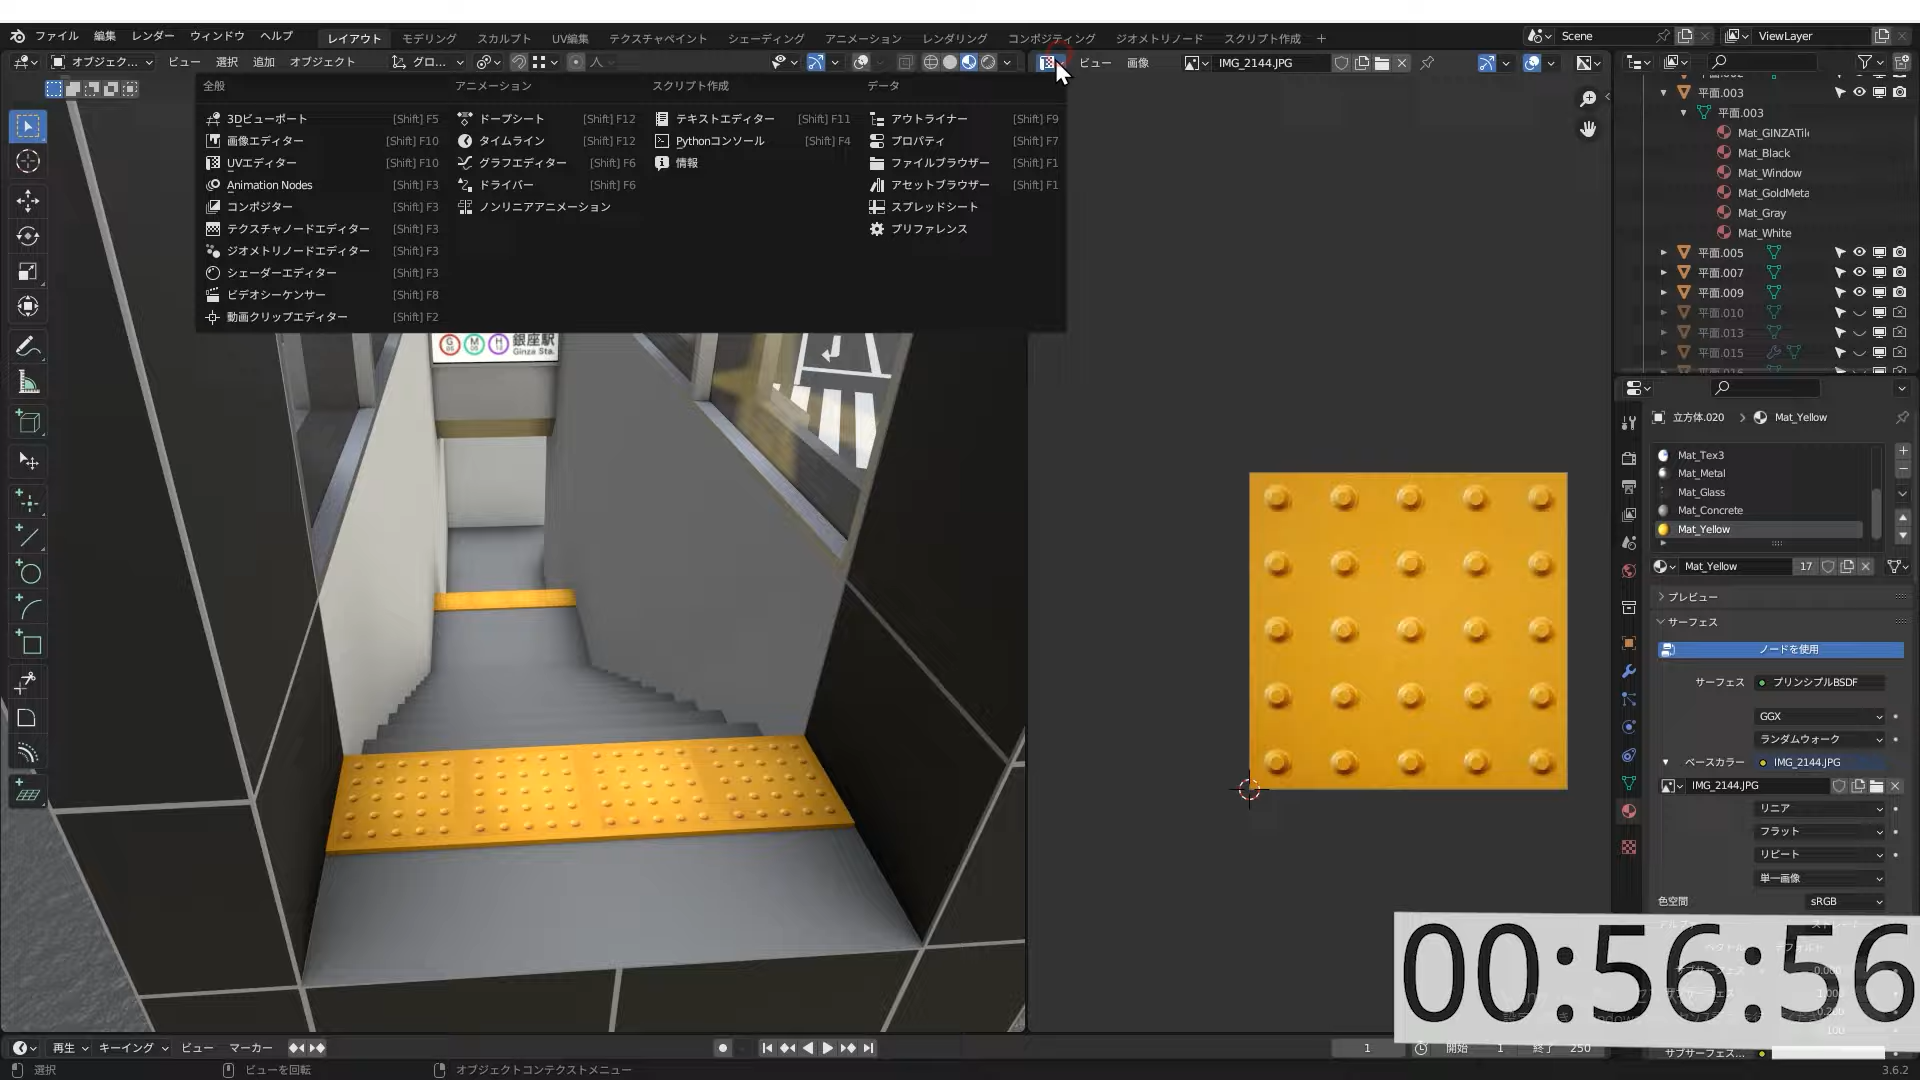 ファイル 編集 レンダー ウィンドウ ヘルプ レイアウト モデリング スカルプト UV編集 テクスチャペイント シェーディング アニメーション レンダリング コンポジティング ジオメトリノード スクリプト作成 + Scene ViewLayer
オブジェク... ビュー 選択 追加 オブジェクト グロ... ビュー 画像 IMG_2144.JPG
全般 アニメーション スクリプト作成 データ
3Dビューポート [Shift] F5 ドープシート [Shift] F12 テキストエディター [Shift] F11 アウトライナー [Shift] F9
画像エディター [Shift] F10 タイムライン [Shift] F12 Pythonコンソール [Shift] F4 プロパティ [Shift] F7
UVエディター [Shift] F10 グラフエディター [Shift] F6 情報 ファイルブラウザー [Shift] F1
Animation Nodes [Shift] F3 ドライバー [Shift] F6 アセットブラウザー [Shift] F1
コンポジター [Shift] F3 ノンリニアアニメーション スプレッドシート
テクスチャノードエディター [Shift] F3 プリファレンス
ジオメトリノードエディター [Shift] F3
シェーダーエディター [Shift] F3
ビデオシーケンサー [Shift] F8
動画クリップエディター [Shift] F2
G M H 銀座駅
Ginza Sta.
平面.003
平面.003
Mat_GINZATil
Mat_Black
Mat_Window
Mat_GoldMeta
Mat_Gray
Mat_White
平面.005
平面.007
平面.009
平面.010
平面.013
平面.015
立方体.020 Mat_Yellow
Mat_Tex3
Mat_Metal
Mat_Glass
Mat_Concrete
Mat_Yellow
Mat_Yellow 17
プレビュー
サーフェス
ノードを使用
サーフェス プリンシプルBSDF
GGX
ランダムウォーク
ベースカラー IMG_2144.JPG
IMG_2144.JPG
リニア
フラット
リピート
単一画像
色空間 sRGB
00:56:56
サブサーフェス...
再生 キーイング ビュー マーカー 1 開始 1 終了 250
選択 ビューを回転 オブジェクトコンテクストメニュー 3.6.2